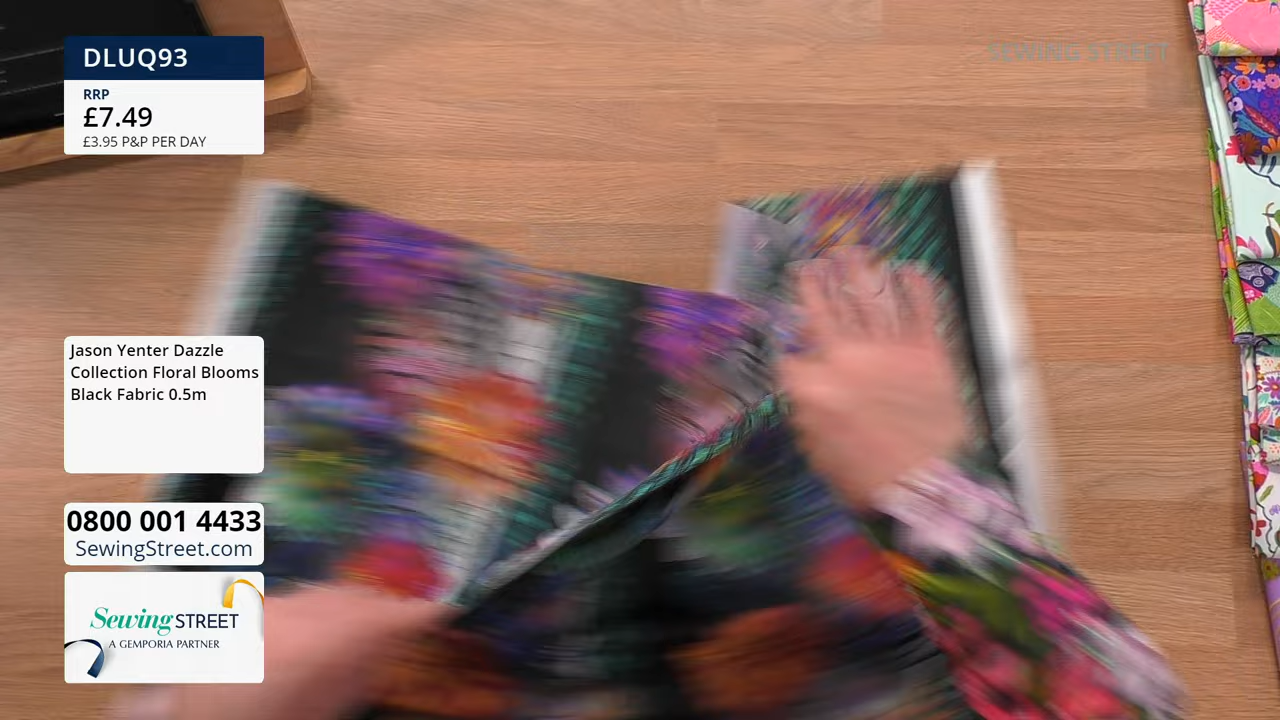 DLUQ93
RRP
£7.49
£3.95 P&P PER DAY
SEWING STREET
Jason Yenter Dazzle
Collection Floral Blooms
Black Fabric 0.5m
0800 001 4433
SewingStreet.com
Sewing STREET
A GEMPORIA PARTNER